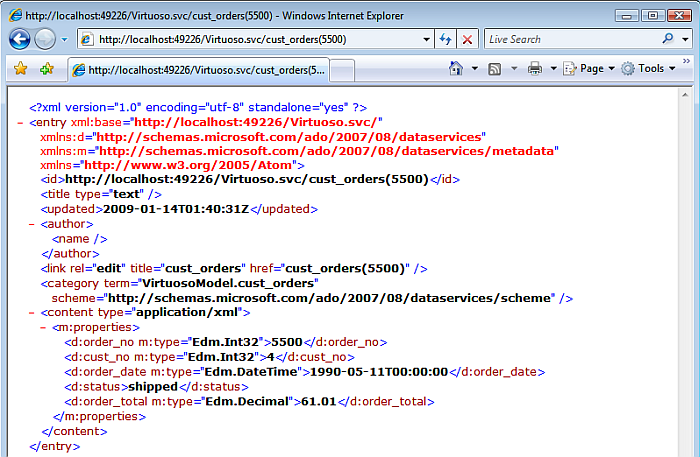 http://localhost:49226/Virtuoso.svc/cust_orders(5500) - Windows Internet Explorer
http://localhost:49226/Virtuoso.svc/cust_orders(5500)
Live Search
http://localhost:49226/Virtuoso.svc/cust_orders(5...
Page
Tools
<?xml version="1.0" encoding="utf-8" standalone="yes" ?>
- <entry xml:base="http://localhost:49226/Virtuoso.svc/"
xmlns:d="http://schemas.microsoft.com/ado/2007/08/dataservices"
xmlns:m="http://schemas.microsoft.com/ado/2007/08/dataservices/metadata"
xmlns="http://www.w3.org/2005/Atom">
<id>http://localhost:49226/Virtuoso.svc/cust_orders(5500)</id>
<title type="text" />
<updated>2009-01-14T01:40:31Z</updated>
- <author>
<name />
</author>
<link rel="edit" title="cust_orders" href="cust_orders(5500)" />
<category term="VirtuosoModel.cust_orders"
scheme="http://schemas.microsoft.com/ado/2007/08/dataservices/scheme" />
- <content type="application/xml">
- <m:properties>
<d:order_no m:type="Edm.Int32">5500</d:order_no>
<d:cust_no m:type="Edm.Int32">4</d:cust_no>
<d:order_date m:type="Edm.DateTime">1990-05-11T00:00:00</d:order_date>
<d:status>shipped</d:status>
<d:order_total m:type="Edm.Decimal">61.01</d:order_total>
</m:properties>
</content>
</entry>